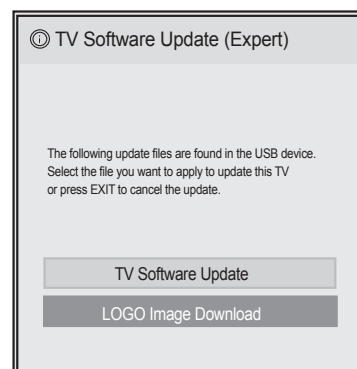 TV Software Update (Expert)
The following update files are found in the USB device.
Select the file you want to apply to update this TV
or press EXIT to cancel the update.
TV Software Update
LOGO Image Download